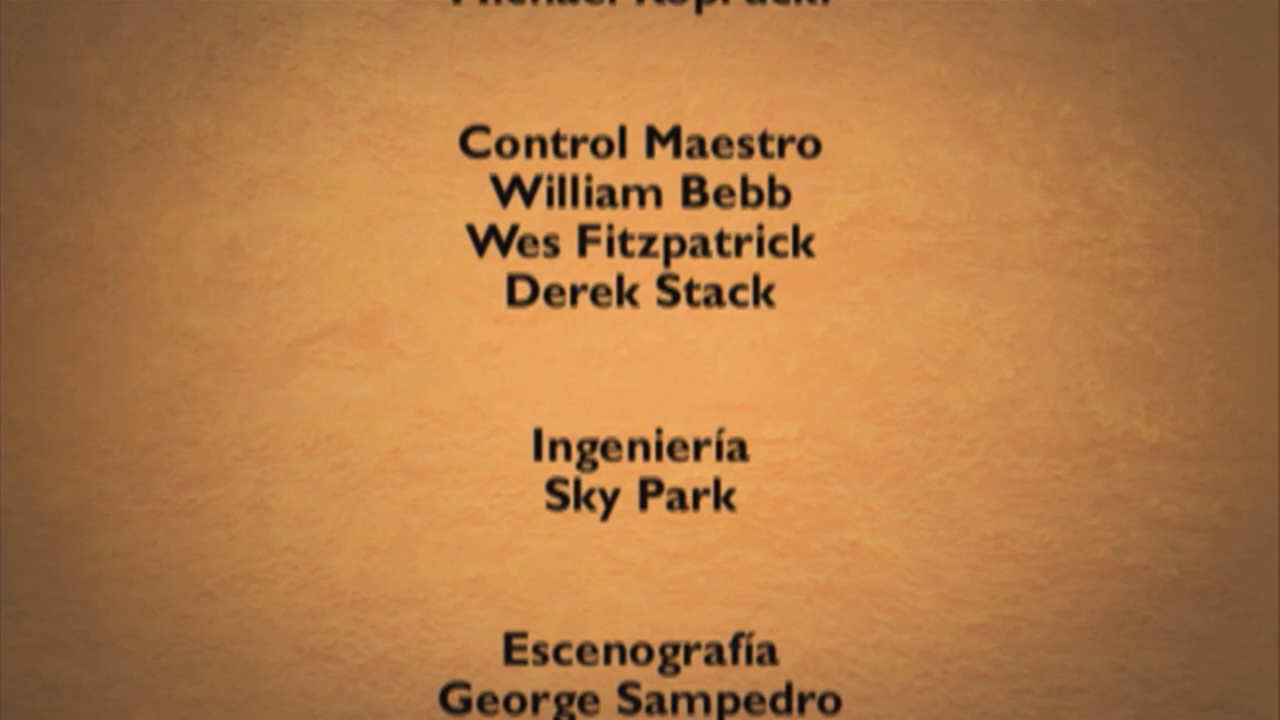 Control Maestro
William Bebb
Wes Fitzpatrick
Derek Stack
Ingeniería
Sky Park
Escenografía
George Sampedro